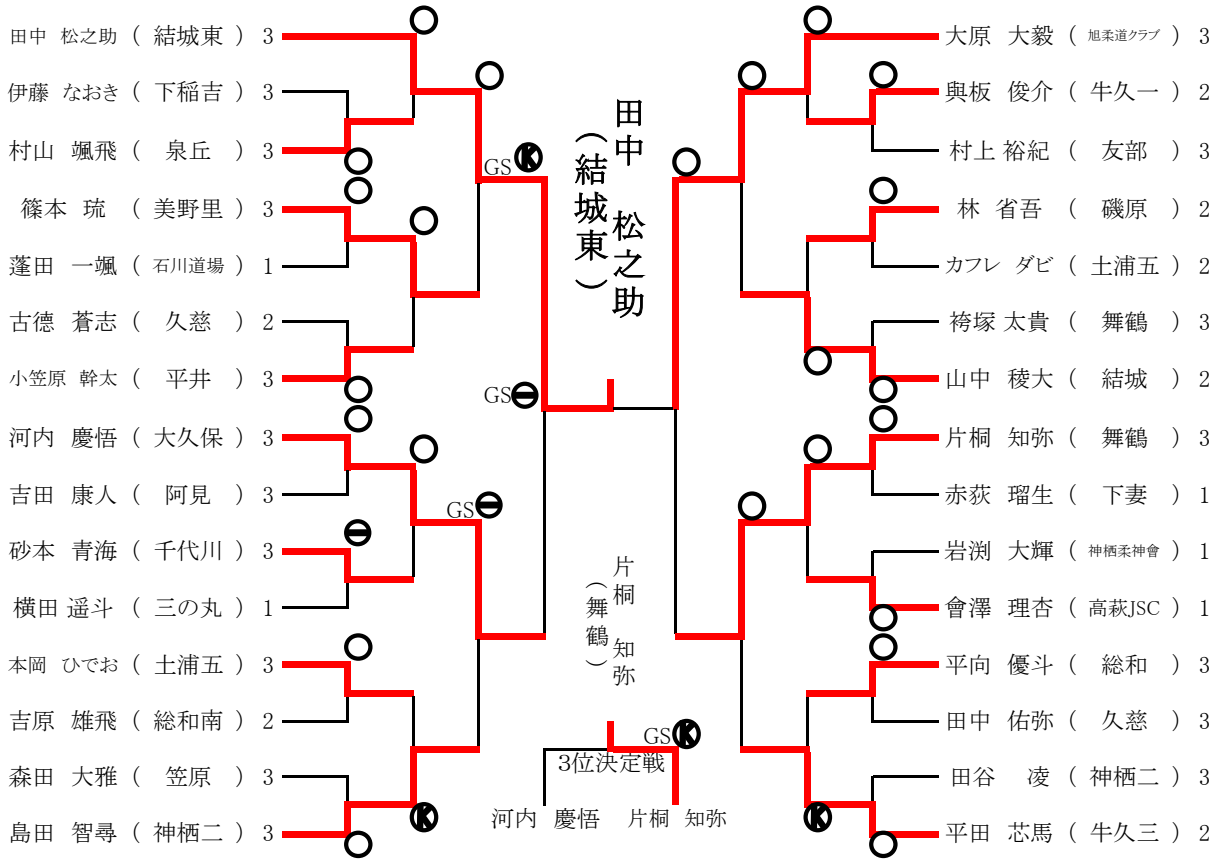 田中 松之助 ( 結城東 ) 3
伊藤 なおき ( 下稲吉 ) 3
村山 颯飛 ( 泉丘 ) 3
篠本 琉 ( 美野里 ) 3
蓬田 一颯 ( 石川道場 ) 1
古德 蒼志 ( 久慈 ) 2
小笠原 幹太 ( 平井 ) 3
河内 慶悟 ( 大久保 ) 3
吉田 康人 ( 阿見 ) 3
砂本 青海 ( 千代川 ) 3
横田 遥斗 ( 三の丸 ) 1
本岡 ひでお ( 土浦五 ) 3
吉原 雄飛 ( 総和南 ) 2
森田 大雅 ( 笠原 ) 3
島田 智尋 ( 神栖二 ) 3
GS K
GS
GS
K
田中 松之助
(結城東)
片桐 知弥
(舞鶴)
GS K
3位決定戦
河内 慶悟 片桐 知弥
大原 大毅 ( 旭柔道クラブ ) 3
與板 俊介 ( 牛久一 ) 2
村上 裕紀 ( 友部 ) 3
林 省吾 ( 磯原 ) 2
カフレ ダビ ( 土浦五 ) 2
袴塚 太貴 ( 舞鶴 ) 3
山中 稜大 ( 結城 ) 2
片桐 知弥 ( 舞鶴 ) 3
赤荻 瑠生 ( 下妻 ) 1
岩渕 大輝 ( 神栖柔神會 ) 1
會澤 理杏 ( 高萩JSC ) 1
平向 優斗 ( 総和 ) 3
田中 佑弥 ( 久慈 ) 3
田谷 凌 ( 神栖二 ) 3
平田 芯馬 ( 牛久三 ) 2
K